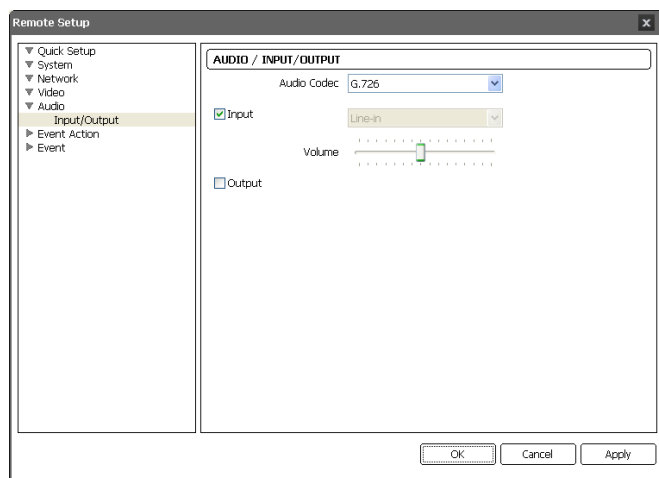 Remote Setup
Quick Setup
System
Network
Video
Audio
Input/Output
Event Action
Event
AUDIO / INPUT/OUTPUT
Audio Codec G.726
Input Line-in
Volume
Output
OK Cancel Apply